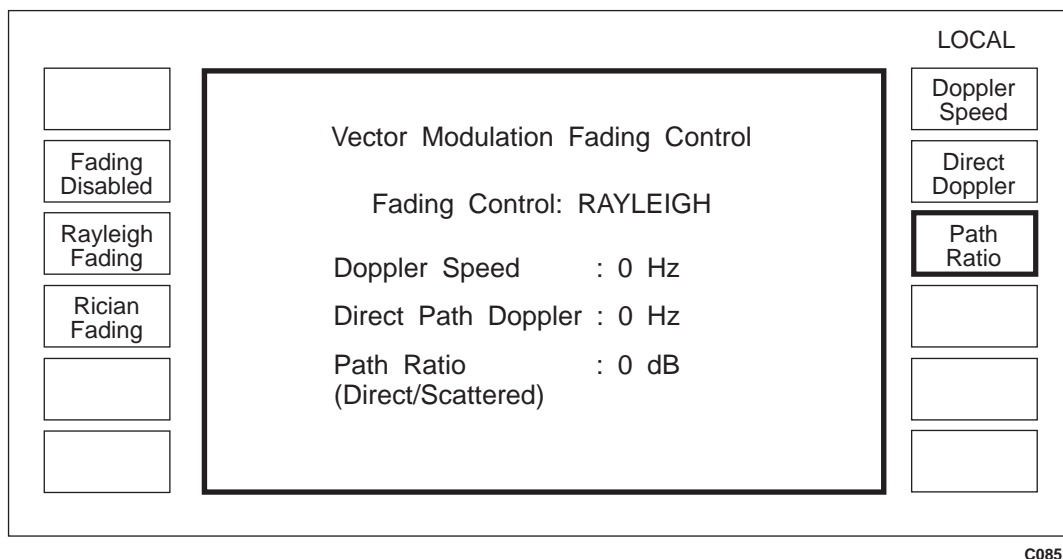 LOCAL
Fading
Disabled
Rayleigh
Fading
Rician
Fading
Vector Modulation Fading Control
Fading Control: RAYLEIGH
Doppler Speed : 0 Hz
Direct Path Doppler : 0 Hz
Path Ratio : 0 dB
(Direct/Scattered)
Doppler
Speed
Direct
Doppler
Path
Ratio
C085